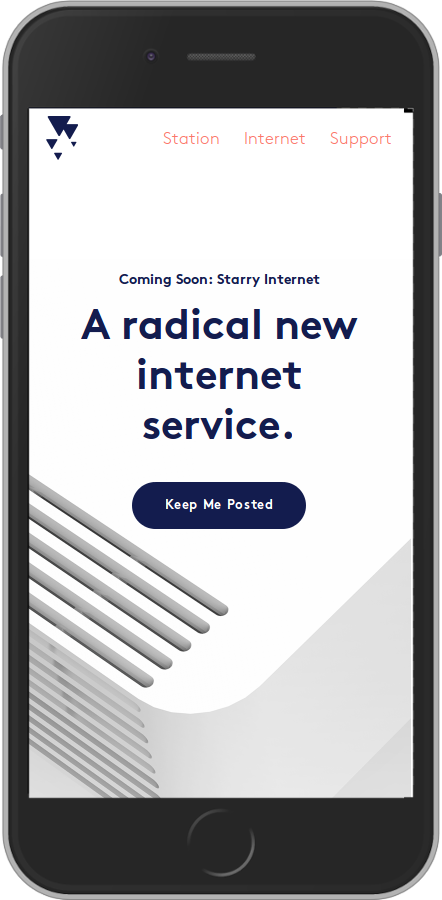 Station Internet Support
Coming Soon: Starry Internet
A radical new
internet
service.
Keep Me Posted